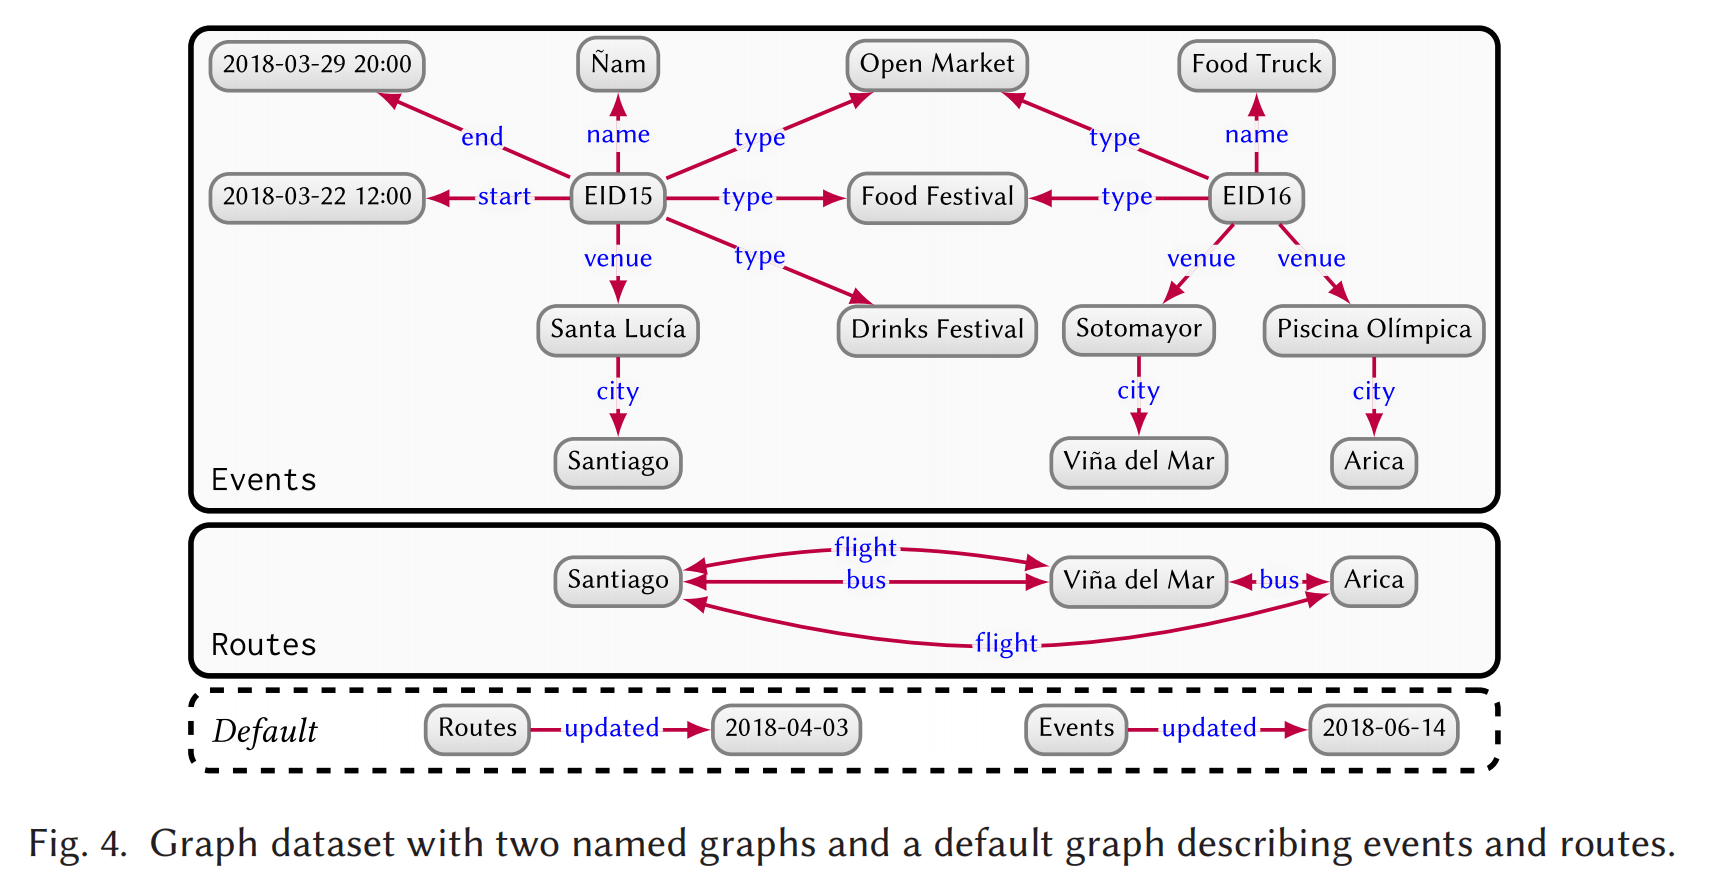 2018-03-29 20:00 Ñam Open Market Food Truck
end name type type name
2018-03-22 12:00 start EID15 type Food Festival type EID16
venue type venue venue
Santa Lucía Drinks Festival Sotomayor Piscina Olímpica
city city city
Santiago Viña del Mar Arica
Events
flight
Santiago bus Viña del Mar bus Arica
flight
Routes
Default Routes updated 2018-04-03 Events updated 2018-06-14
Fig. 4. Graph dataset with two named graphs and a default graph describing events and routes.